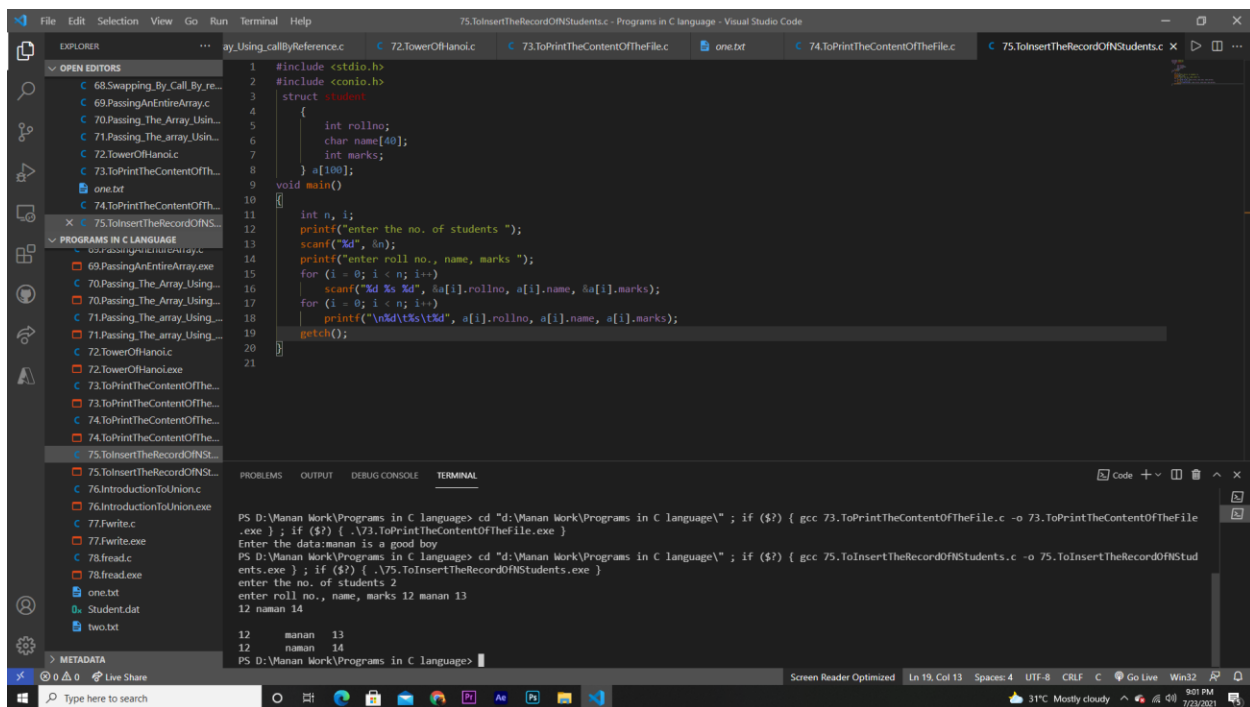 File Edit Selection View Go Run Terminal Help 75.ToInsertTheRecordOfNStudents.c - Programs in C language - Visual Studio Code
EXPLORER ...
ay_Using_callByReference.c 72.TowerOfHanoi.c 73.ToPrintTheContentOfTheFile.c one.txt 74.ToPrintTheContentOfTheFile.c 75.ToInsertTheRecordOfNStudents.c
OPEN EDITORS
68.Swapping_By_Call_By_re...
69.PassingAnEntireArray.c
70.Passing_The_Array_Usin...
71.Passing_The_array_Usin...
72.TowerOfHanoi.c
73.ToPrintTheContentOfTh...
one.txt
74.ToPrintTheContentOfTh...
75.ToInsertTheRecordOfNS...
PROGRAMS IN C LANGUAGE
69.PassingAnEntireArray.c
69.PassingAnEntireArray.exe
70.Passing_The_Array_Using...
70.Passing_The_Array_Using...
71.Passing_The_array_Using_...
71.Passing_The_array_Using_...
72.TowerOfHanoi.c
72.TowerOfHanoi.exe
73.ToPrintTheContentOfThe...
73.ToPrintTheContentOfThe...
74.ToPrintTheContentOfThe...
74.ToPrintTheContentOfThe...
75.ToInsertTheRecordOfNSt...
75.ToInsertTheRecordOfNSt...
76.IntroductionToUnion.c
76.IntroductionToUnion.exe
77.Fwrite.c
77.Fwrite.exe
78.fread.c
78.fread.exe
one.txt
Student.dat
two.txt
METADATA
1 #include <stdio.h>
2 #include <conio.h>
3 struct student
4 {
5 int rollno;
6 char name[40];
7 int marks;
8 } a[100];
9 void main()
10 {
11 int n, i;
12 printf("enter the no. of students ");
13 scanf("%d", &n);
14 printf("enter roll no., name, marks ");
15 for (i = 0; i < n; i++)
16 scanf("%d %s %d", &a[i].rollno, a[i].name, &a[i].marks);
17 for (i = 0; i < n; i++)
18 printf("\n%d\t%s\t%d", a[i].rollno, a[i].name, a[i].marks);
19 getch();
20 }
21
PROBLEMS OUTPUT DEBUG CONSOLE TERMINAL Code
PS D:\Manan Work\Programs in C language> cd "d:\Manan Work\Programs in C language\" ; if ($?) { gcc 73.ToPrintTheContentOfTheFile.c -o 73.ToPrintTheContentOfTheFile
.exe } ; if ($?) { .\73.ToPrintTheContentOfTheFile.exe }
Enter the data:manan is a good boy
PS D:\Manan Work\Programs in C language> cd "d:\Manan Work\Programs in C language\" ; if ($?) { gcc 75.ToInsertTheRecordOfNStudents.c -o 75.ToInsertTheRecordOfNStud
ents.exe } ; if ($?) { .\75.ToInsertTheRecordOfNStudents.exe }
enter the no. of students 2
enter roll no., name, marks 12 manan 13
12 naman 14
12 manan 13
12 naman 14
PS D:\Manan Work\Programs in C language>
0 0 0 Live Share Screen Reader Optimized Ln 19, Col 13 Spaces: 4 UTF-8 CRLF C Go Live Win32
Type here to search Pr Ae Ps 31°C Mostly cloudy 9:01 PM
7/23/2021